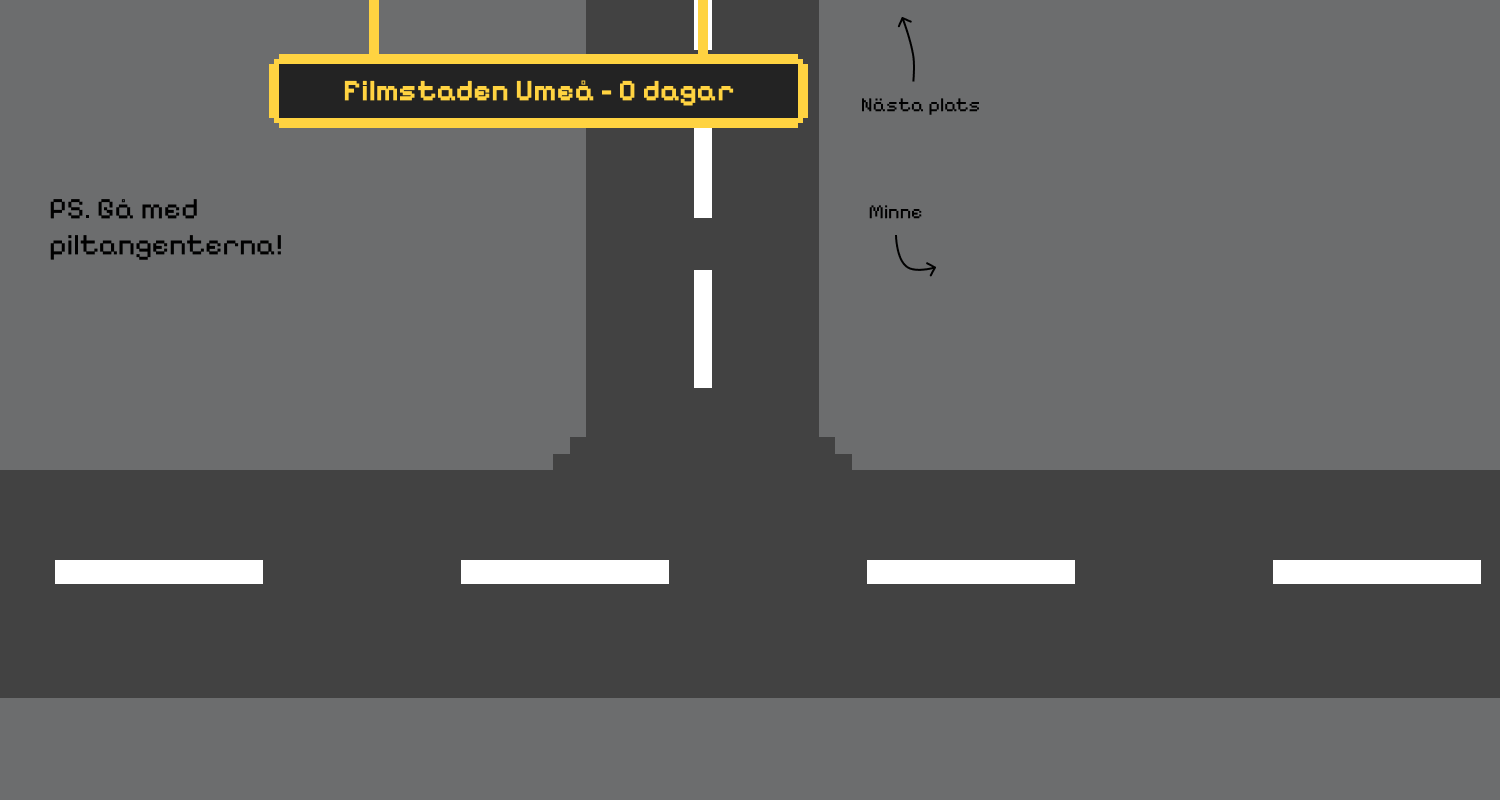 Filmstaden Umeå - 0 dagar
Nästa plats
PS. Gå med
piltangenterna!
Minne